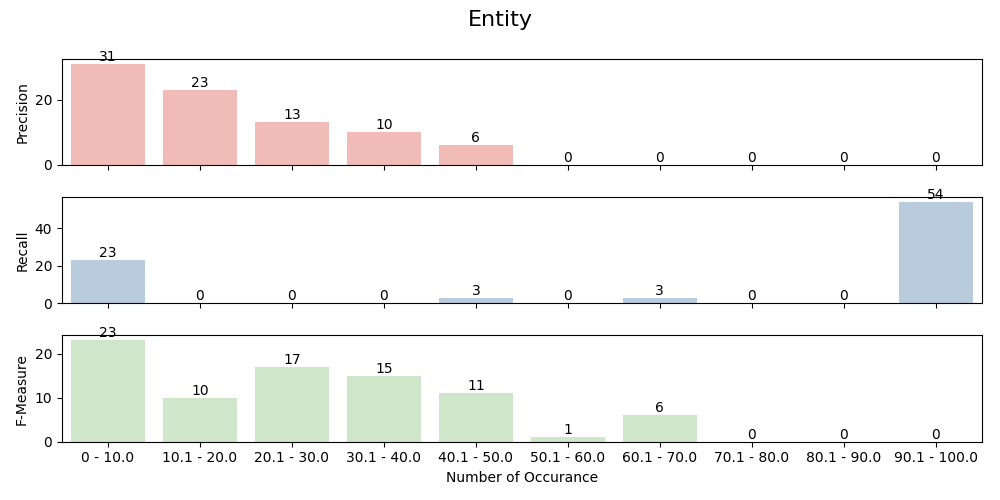 Entity
Precision
20
0
31
23
13
10
6
0
0
0
0
0
Recall
40
20
0
23
0
0
0
3
0
3
0
0
54
F-Measure
20
10
0
23
10
17
15
11
1
6
0
0
0
0 - 10.0
10.1 - 20.0
20.1 - 30.0
30.1 - 40.0
40.1 - 50.0
50.1 - 60.0
60.1 - 70.0
70.1 - 80.0
80.1 - 90.0
90.1 - 100.0
Number of Occurance